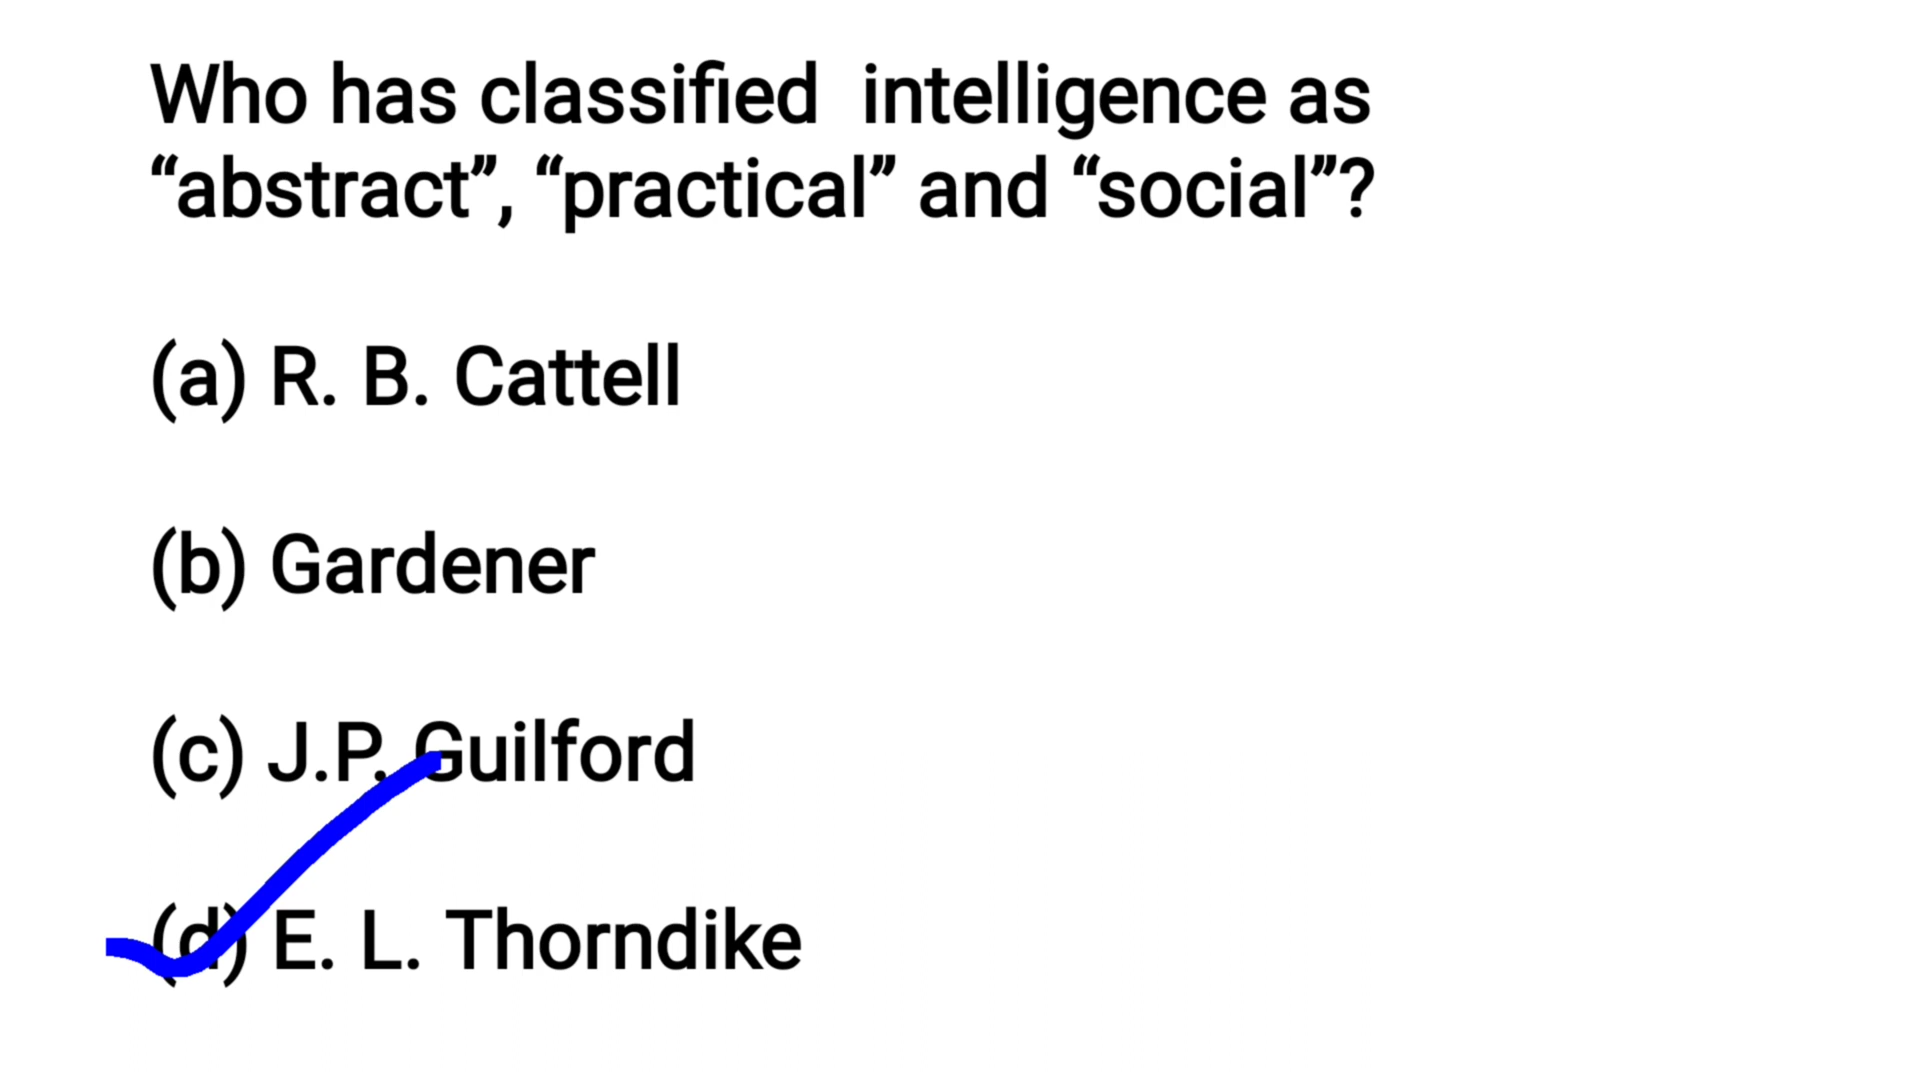 Who has classified  intelligence as
“abstract”, “practical” and “social”?
(a) R. B. Cattell
(b) Gardener
(c) J.P. Guilford
(d) E. L. Thorndike